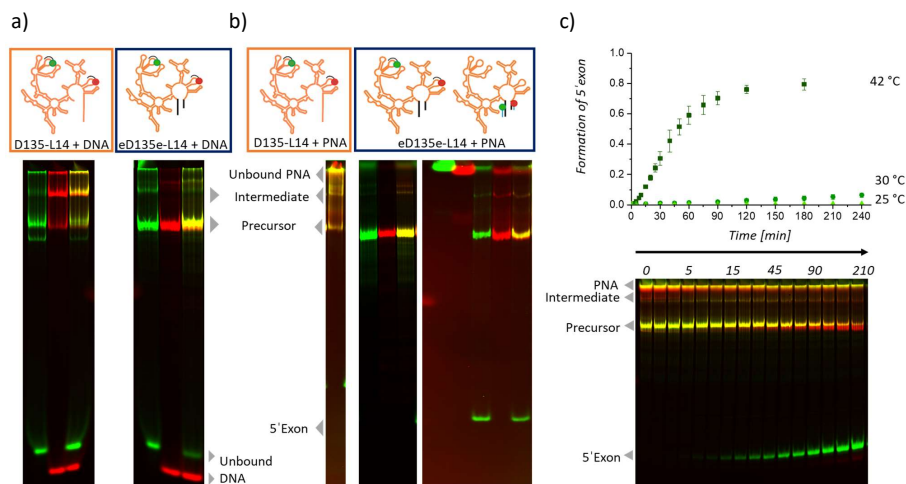 a)
D135-L14 + DNA
eD135e-L14 + DNA
b)
D135-L14 + PNA
eD135e-L14 + PNA
Unbound PNA
Intermediate
Precursor
5'Exon
Unbound
DNA
c)
Formation of 5'exon
1.0
0.8
0.6
0.4
0.2
0.0
0 30 60 90 120 150 180 210 240
Time [min]
42 °C
30 °C
25 °C
0 5 15 45 90 210
PNA
Intermediate
Precursor
5'Exon